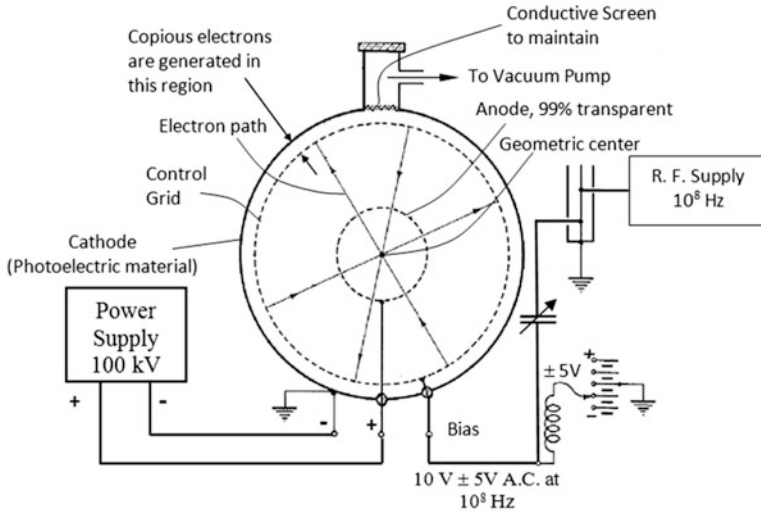 Conductive Screen
to maintain
Copious electrons
are generated in
this region
To Vacuum Pump
Anode, 99% transparent
Electron path
Geometric center
Control
Grid
R. F. Supply
10⁸ Hz
Cathode
(Photoelectric material)
Power
Supply
100 kV
+ -
- +
Bias
± 5V
+
-
10 V ± 5V A.C. at
10⁸ Hz